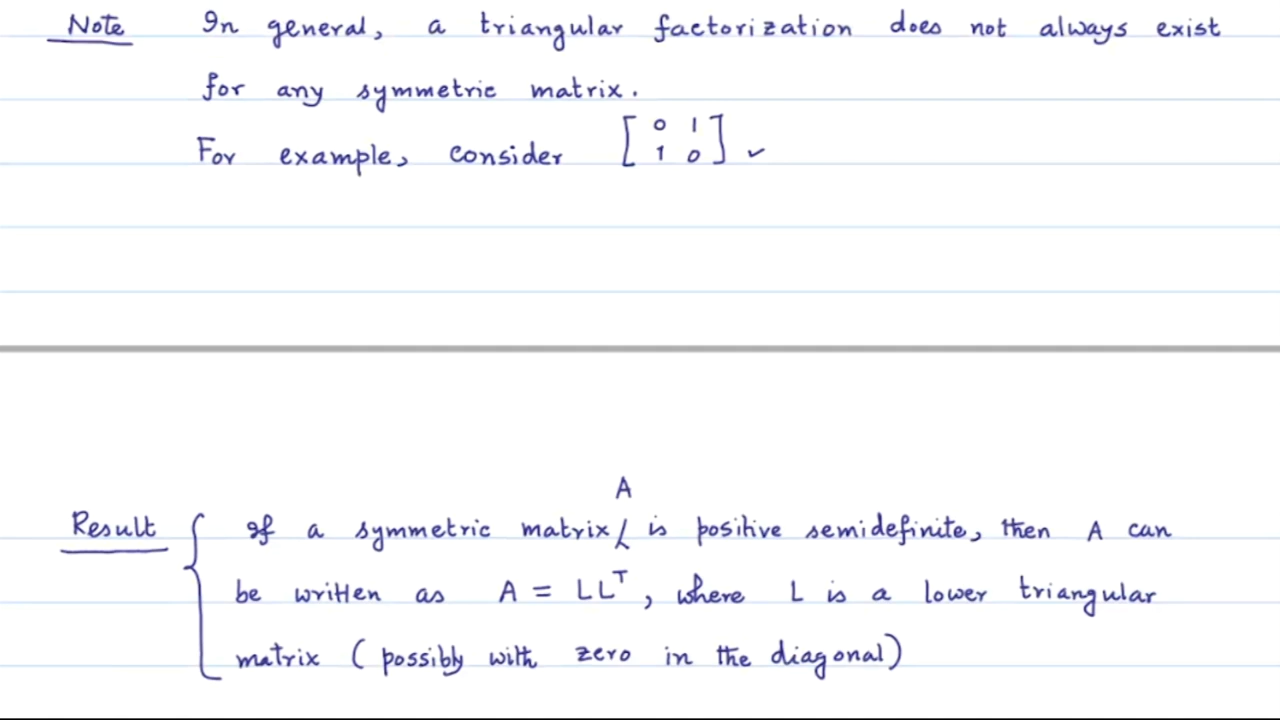 Note In general, a triangular factorization does not always exist
for any symmetric matrix.
For example, consider [ 0 1
1 0 ] ✓
Result { If a symmetric matrix A is positive semidefinite, then A can
be written as A = LLᵀ, where L is a lower triangular
matrix (possibly with zero in the diagonal)